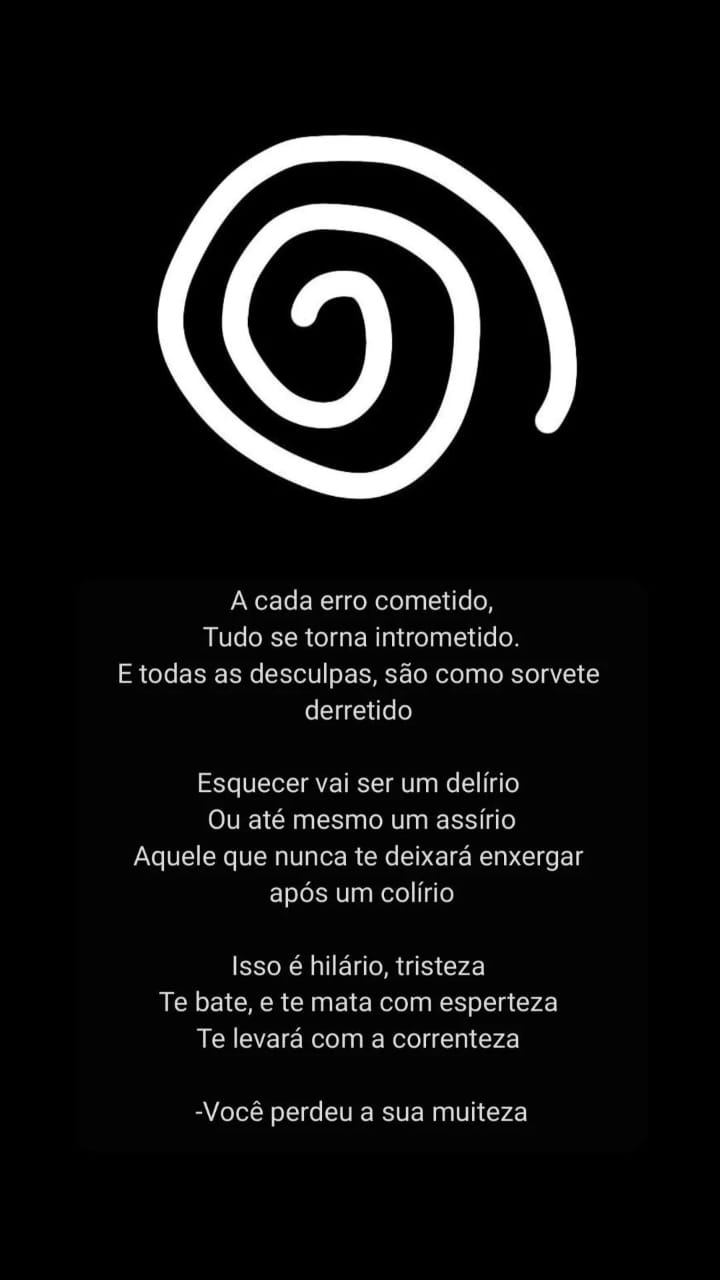 A cada erro cometido,
Tudo se torna intrometido.
E todas as desculpas, são como sorvete
derretido
Esquecer vai ser um delírio
Ou até mesmo um assírio
Aquele que nunca te deixará enxergar
após um colírio
Isso é hilário, tristeza
Te bate, e te mata com esperteza
Te levará com a correnteza
-Você perdeu a sua muiteza